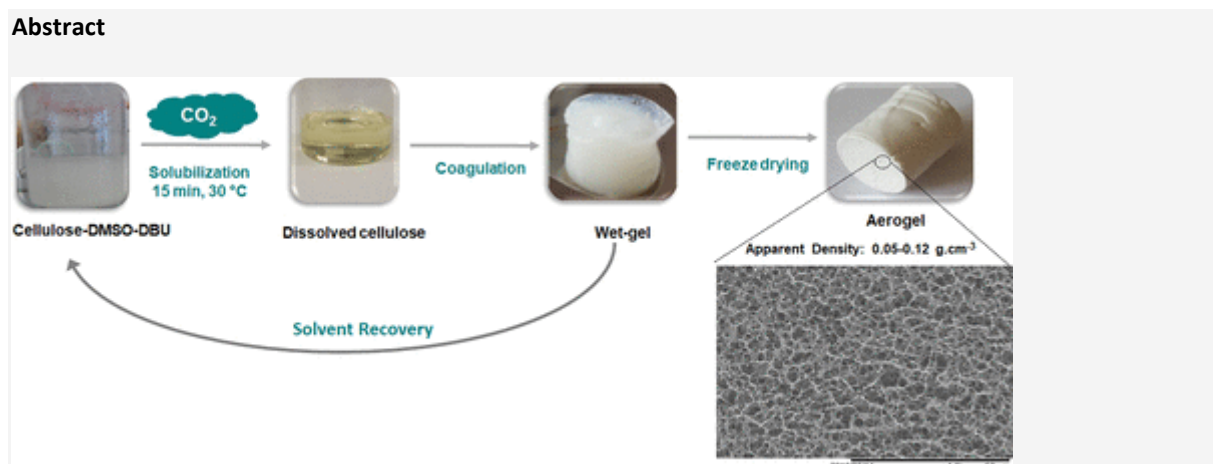 Abstract
CO2
Solubilization
15 min, 30 °C
Coagulation
Freeze drying
Cellulose-DMSO-DBU
Dissolved cellulose
Wet-gel
Aerogel
Apparent Density: 0.05-0.12 g.cm-3
Solvent Recovery